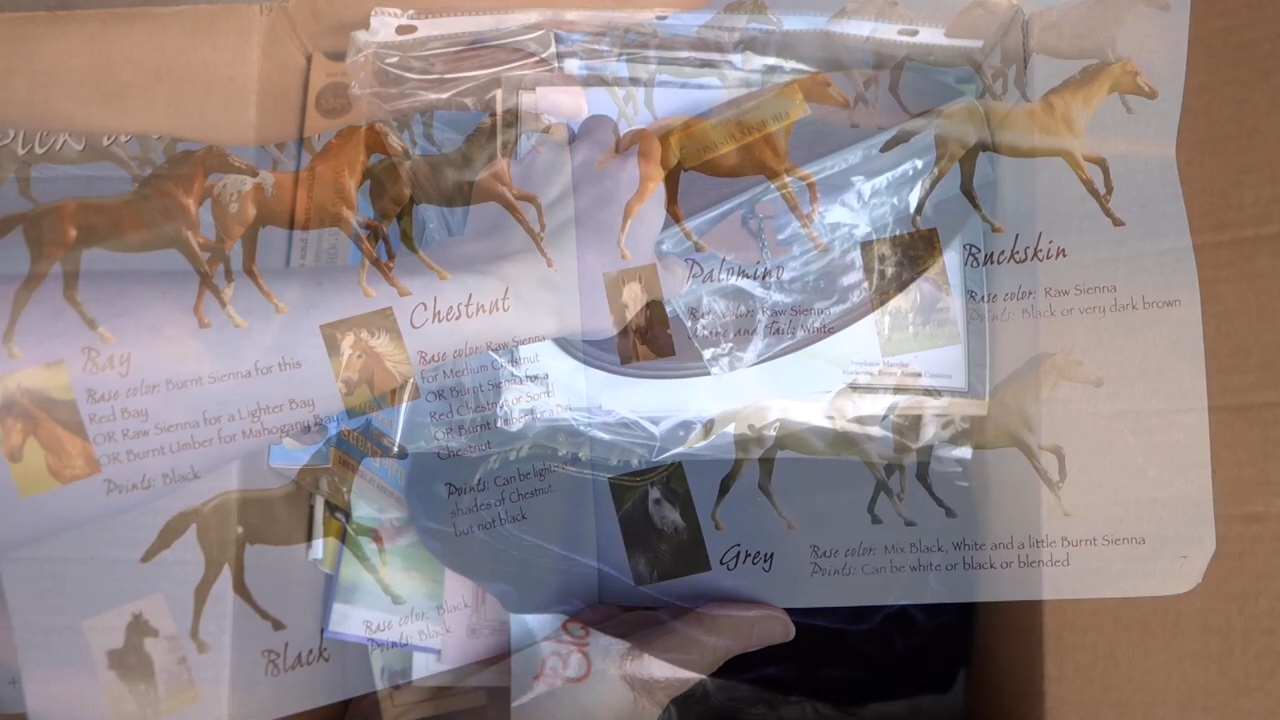 Bay
Base color: Burnt Sienna for this
Red Bay
OR Raw Sienna for a Lighter Bay
OR Burnt Umber for Mahogany Bay.
Points: Black
Chestnut
Base color: Raw Sienna
for Medium Chestnut
OR Burnt Sienna for a
Red Chestnut or Sorrel
OR Burnt Umber for a Dark
Chestnut
Points: Can be lighter
shades of Chestnut,
but not black
Black
Base color: Black
Points: Black
Palomino
Base color: Raw Sienna
Mane and Tail: White
Buckskin
Base color: Raw Sienna
Points: Black or very dark brown
Grey
Base color: Mix Black, White and a little Burnt Sienna
Points: Can be white or black or blended
7
4